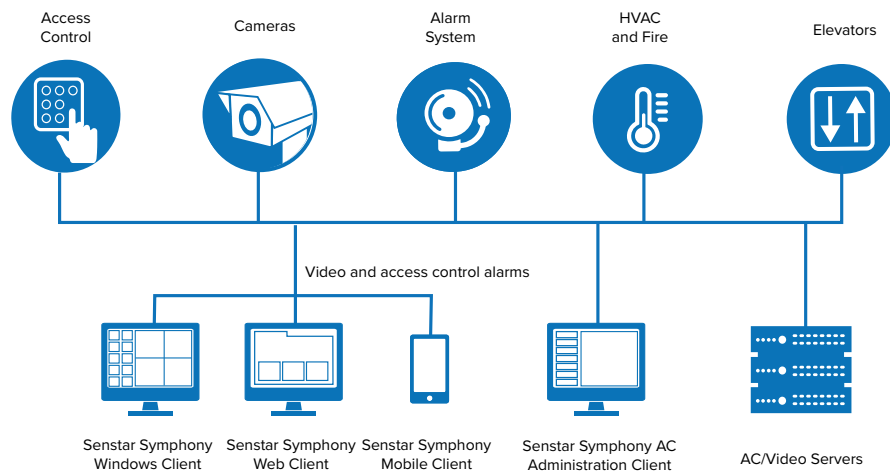 Access
Control
Cameras
Alarm
System
HVAC
and Fire
Elevators
Video and access control alarms
Senstar Symphony
Windows Client
Senstar Symphony
Web Client
Senstar Symphony
Mobile Client
Senstar Symphony AC
Administration Client
AC/Video Servers